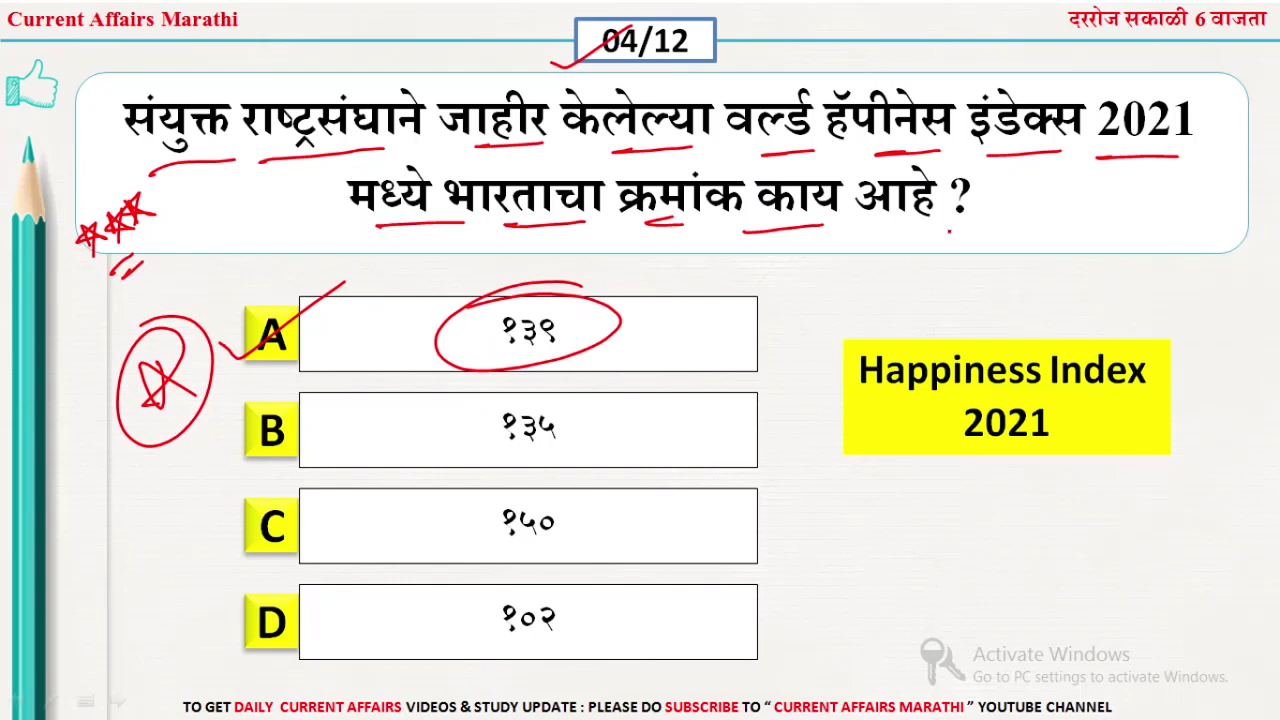 Current Affairs Marathi
दररोज सकाळी 6 वाजता
04/12
संयुक्त राष्ट्रसंघाने जाहीर केलेल्या वर्ल्ड हॅपीनेस इंडेक्स 2021
मध्ये भारताचा क्रमांक काय आहे ?
A १३९
B १३५
C १५०
D १०२
Happiness Index
2021
Activate Windows
Go to PC settings to activate Windows.
TO GET DAILY CURRENT AFFAIRS VIDEOS & STUDY UPDATE : PLEASE DO SUBSCRIBE TO “ CURRENT AFFAIRS MARATHI ” YOUTUBE CHANNEL